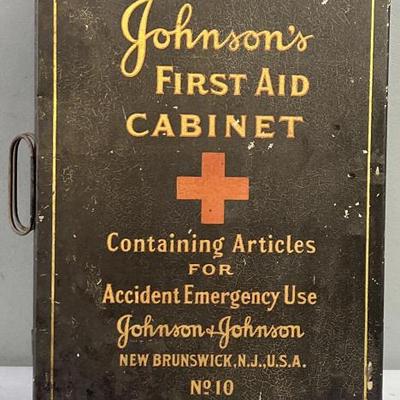 Johnson's
FIRST AID
CABINET
Containing Articles
FOR
Accident Emergency Use
Johnson & Johnson
NEW BRUNSWICK, N.J., U.S.A.
No 10